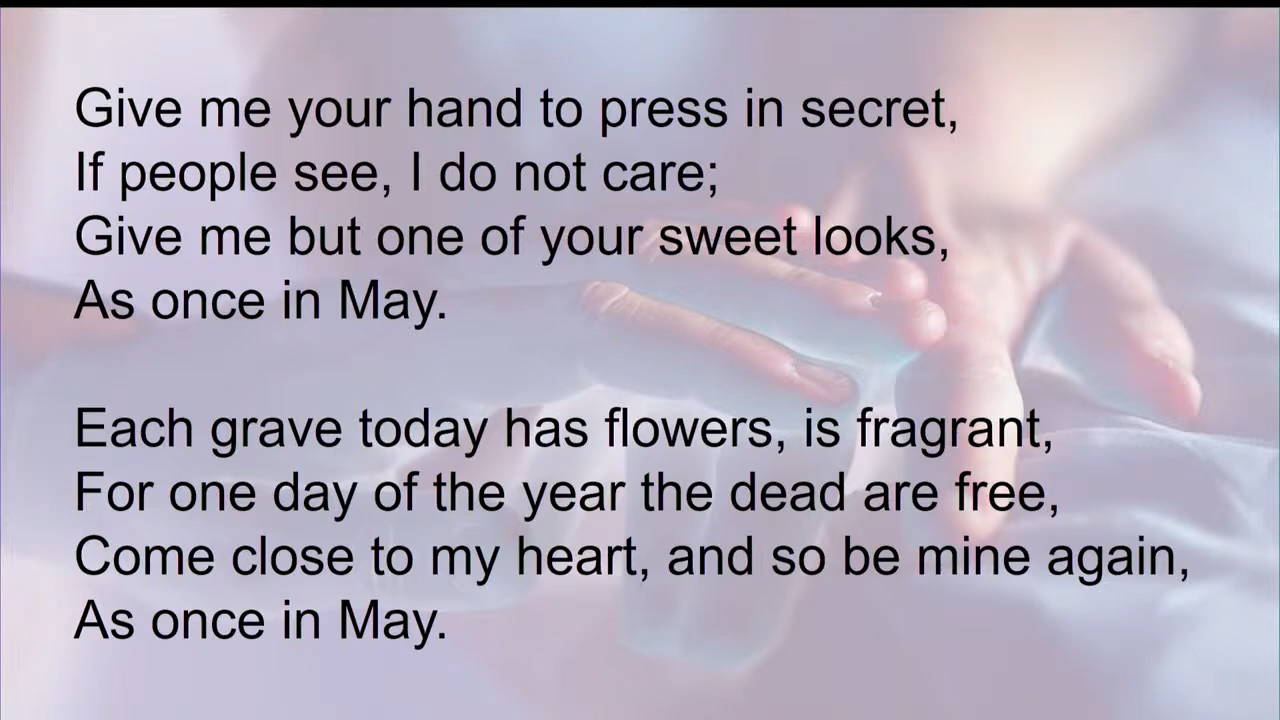 Give me your hand to press in secret,
If people see, I do not care;
Give me but one of your sweet looks,
As once in May.
Each grave today has flowers, is fragrant,
For one day of the year the dead are free,
Come close to my heart, and so be mine again,
As once in May.